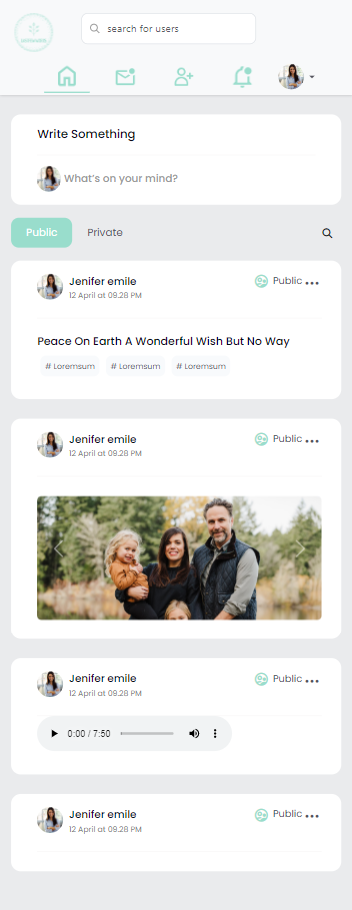 search for users
Write Something
What's on your mind?
Public
Private
Jenifer emile
Public
12 April at 09.28 PM
Peace On Earth A Wonderful Wish But No Way
# Loremsum # Loremsum # Loremsum
Jenifer emile
Public
12 April at 09.28 PM
Jenifer emile
Public
12 April at 09.28 PM
0:00 / 7:50
Jenifer emile
Public
12 April at 09.28 PM